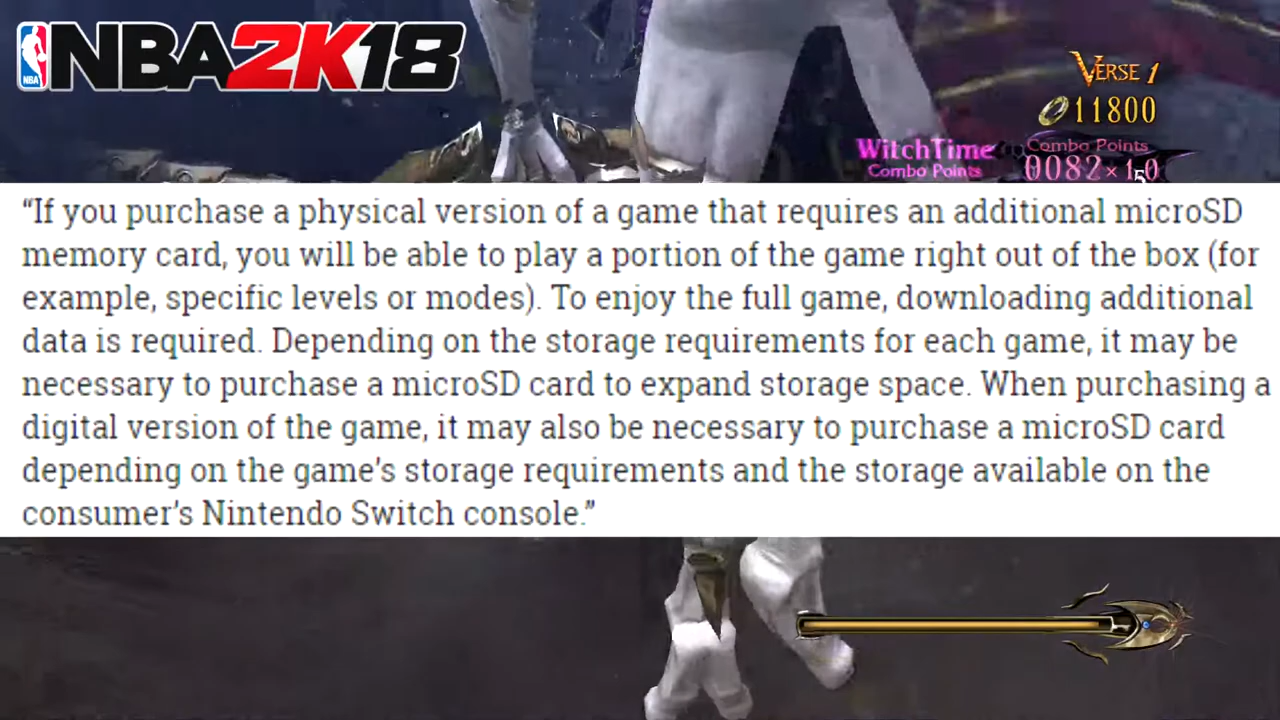 NBA 2K18
NBA
VERSE 1
11800
WitchTime
Combo Points
Combo Points
0082 × 1.50
“If you purchase a physical version of a game that requires an additional microSD
memory card, you will be able to play a portion of the game right out of the box (for
example, specific levels or modes). To enjoy the full game, downloading additional
data is required. Depending on the storage requirements for each game, it may be
necessary to purchase a microSD card to expand storage space. When purchasing a
digital version of the game, it may also be necessary to purchase a microSD card
depending on the game's storage requirements and the storage available on the
consumer's Nintendo Switch console.”